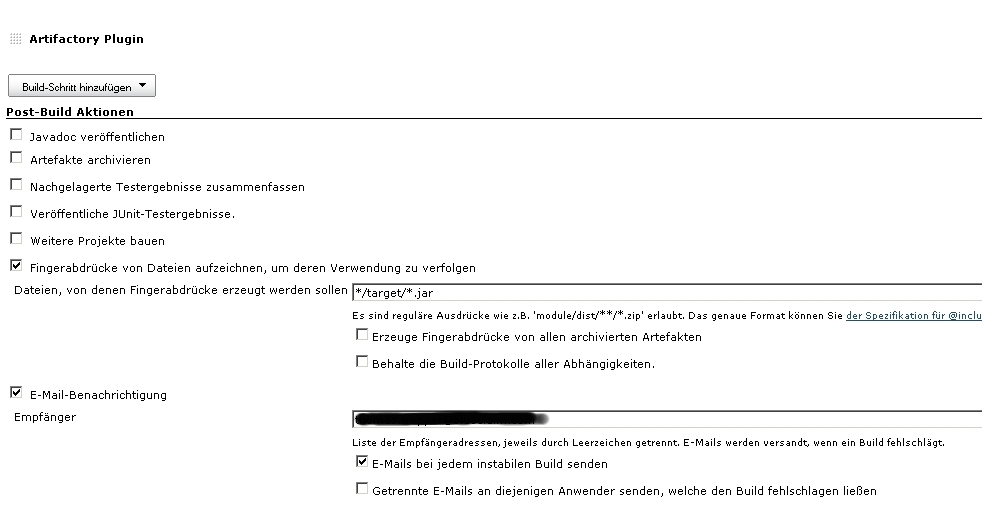 Artifactory Plugin
Build-Schritt hinzufügen
Post-Build Aktionen
Javadoc veröffentlichen
Artefakte archivieren
Nachgelagerte Testergebnisse zusammenfassen
Veröffentliche JUnit-Testergebnisse.
Weitere Projekte bauen
Fingerabdrücke von Dateien aufzeichnen, um deren Verwendung zu verfolgen
Dateien, von denen Fingerabdrücke erzeugt werden sollen */target/*.jar
Es sind reguläre Ausdrücke wie z.B. 'module/dist/**/*.zip' erlaubt. Das genaue Format können Sie der Spezifikation für @inclu
Erzeuge Fingerabdrücke von allen archivierten Artefakten
Behalte die Build-Protokolle aller Abhängigkeiten.
E-Mail-Benachrichtigung
Empfänger
Liste der Empfängeradressen, jeweils durch Leerzeichen getrennt. E-Mails werden versandt, wenn ein Build fehlschlägt.
E-Mails bei jedem instabilen Build senden
Getrennte E-Mails an diejenigen Anwender senden, welche den Build fehlschlagen ließen